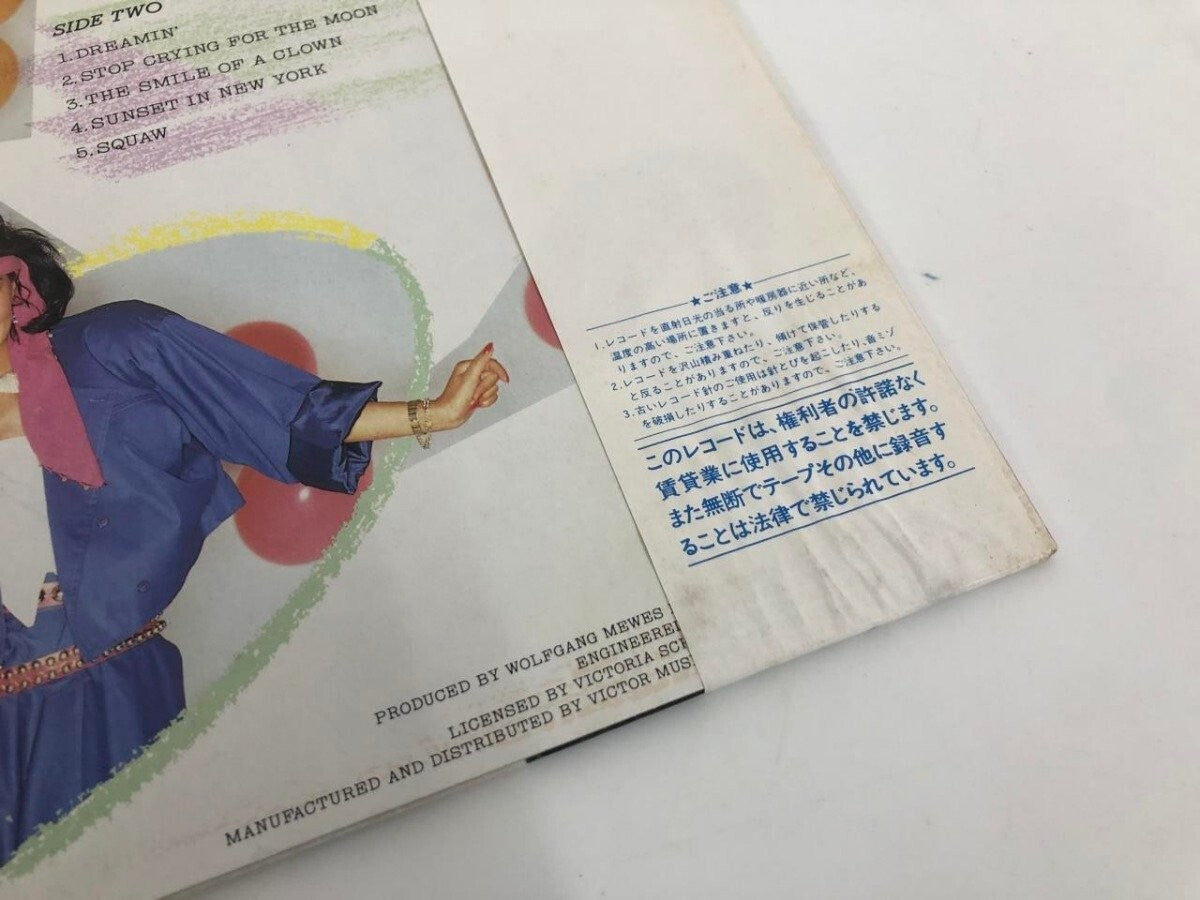 SIDE TWO
1. DREAMIN'
2. STOP CRYING FOR THE MOON
3. THE SMILE OF A CLOWN
4. SUNSET IN NEW YORK
5. SQUAW
★ご注意★
1. レコードを直射日光の当る所や暖房器に近い所など、
温度の高い場所に置きますと、反りを生じることがあ
りますので、ご注意下さい。
2. レコードを沢山積み重ねたり、傾けて保管したりする
と反ることがありますので、ご注意下さい。
3. 古いレコード針のご使用は針とびを起こしたり、音ミゾ
を破損したりすることがありますので、ご注意下さい。
このレコードは、権利者の許諾なく
賃貸業に使用することを禁じます。
また無断でテープその他に録音す
ることは法律で禁じられています。
PRODUCED BY WOLFGANG MEWES
ENGINEERED
LICENSED BY VICTORIA
MANUFACTURED AND DISTRIBUTED BY VICTOR